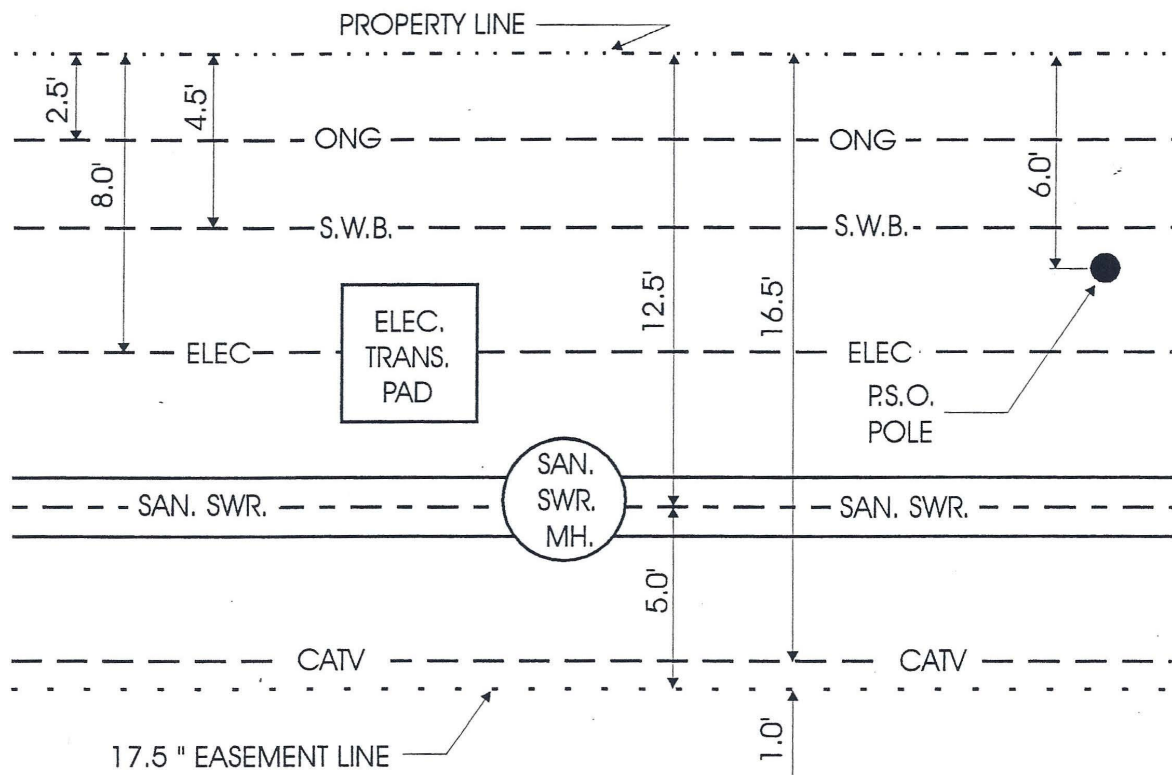 PROPERTY LINE
2.5'
8.0'
4.5'
12.5'
16.5'
6.0'
ONG
ONG
S.W.B.
S.W.B.
ELEC.
TRANS.
PAD
ELEC
ELEC
P.S.O.
POLE
SAN.
SWR.
MH.
SAN. SWR.
SAN. SWR.
5.0'
CATV
CATV
1.0'
17.5 " EASEMENT LINE